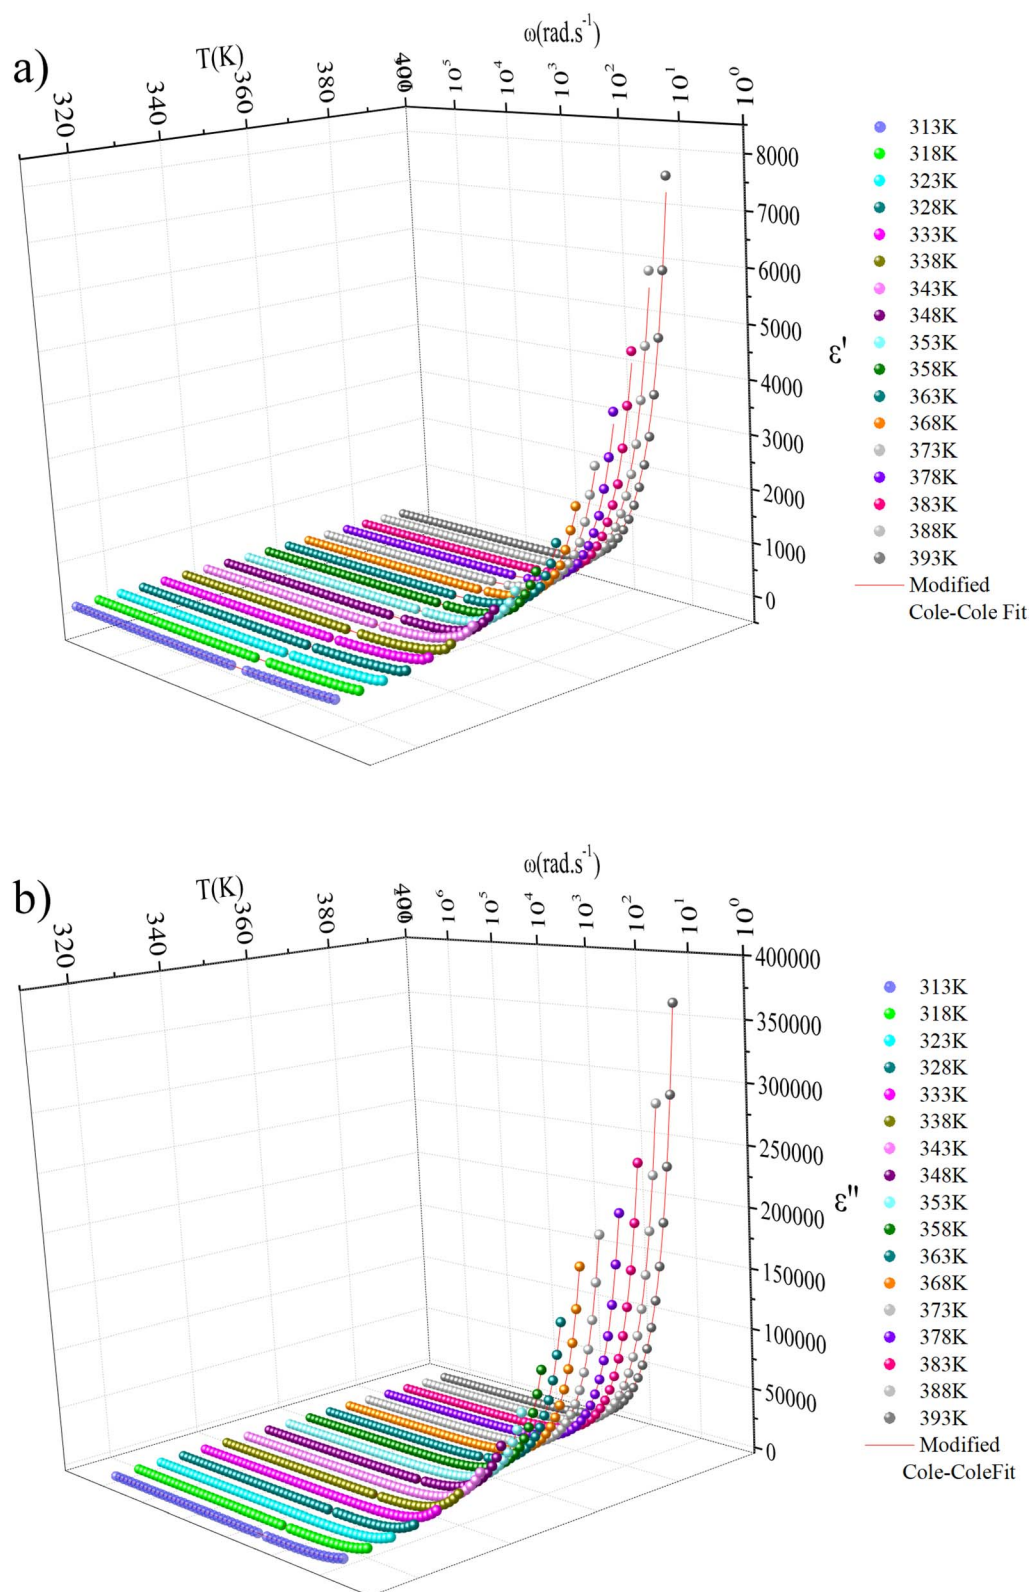 a)
T(K)
ω(rad.s⁻¹)
320
340
360
380
400
10⁵
10⁴
10³
10²
10¹
10⁰
8000
7000
6000
5000
4000
3000
2000
1000
0
ε'
313K
318K
323K
328K
333K
338K
343K
348K
353K
358K
363K
368K
373K
378K
383K
388K
393K
Modified
Cole-Cole Fit
b)
T(K)
ω(rad.s⁻¹)
320
340
360
380
400
10⁶
10⁵
10⁴
10³
10²
10¹
10⁰
400000
350000
300000
250000
200000
150000
100000
50000
0
ε"
313K
318K
323K
328K
333K
338K
343K
348K
353K
358K
363K
368K
373K
378K
383K
388K
393K
Modified
Cole-ColeFit